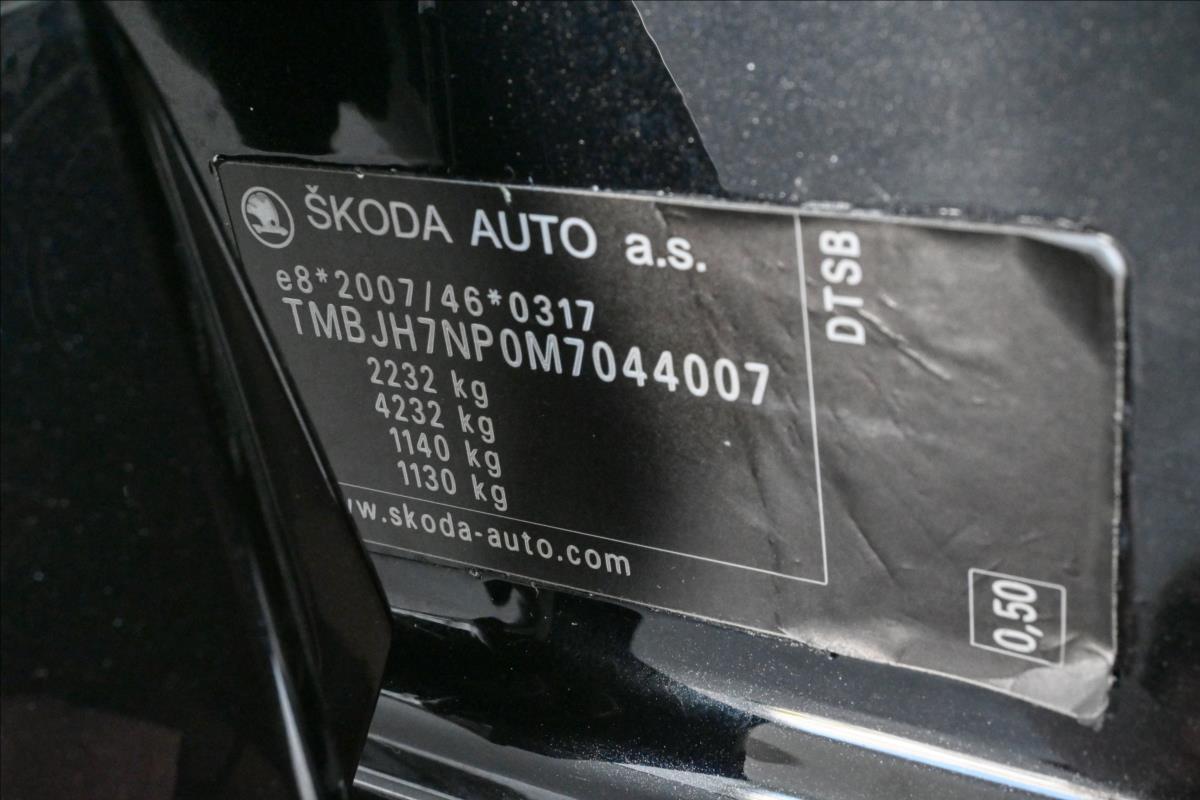 ŠKODA AUTO a.s.
e8*2007/46*0317
TMBJH7NP0M7044007
2232 kg
4232 kg
1140 kg
1130 kg
w.skoda-auto.com
DTSB
0,50